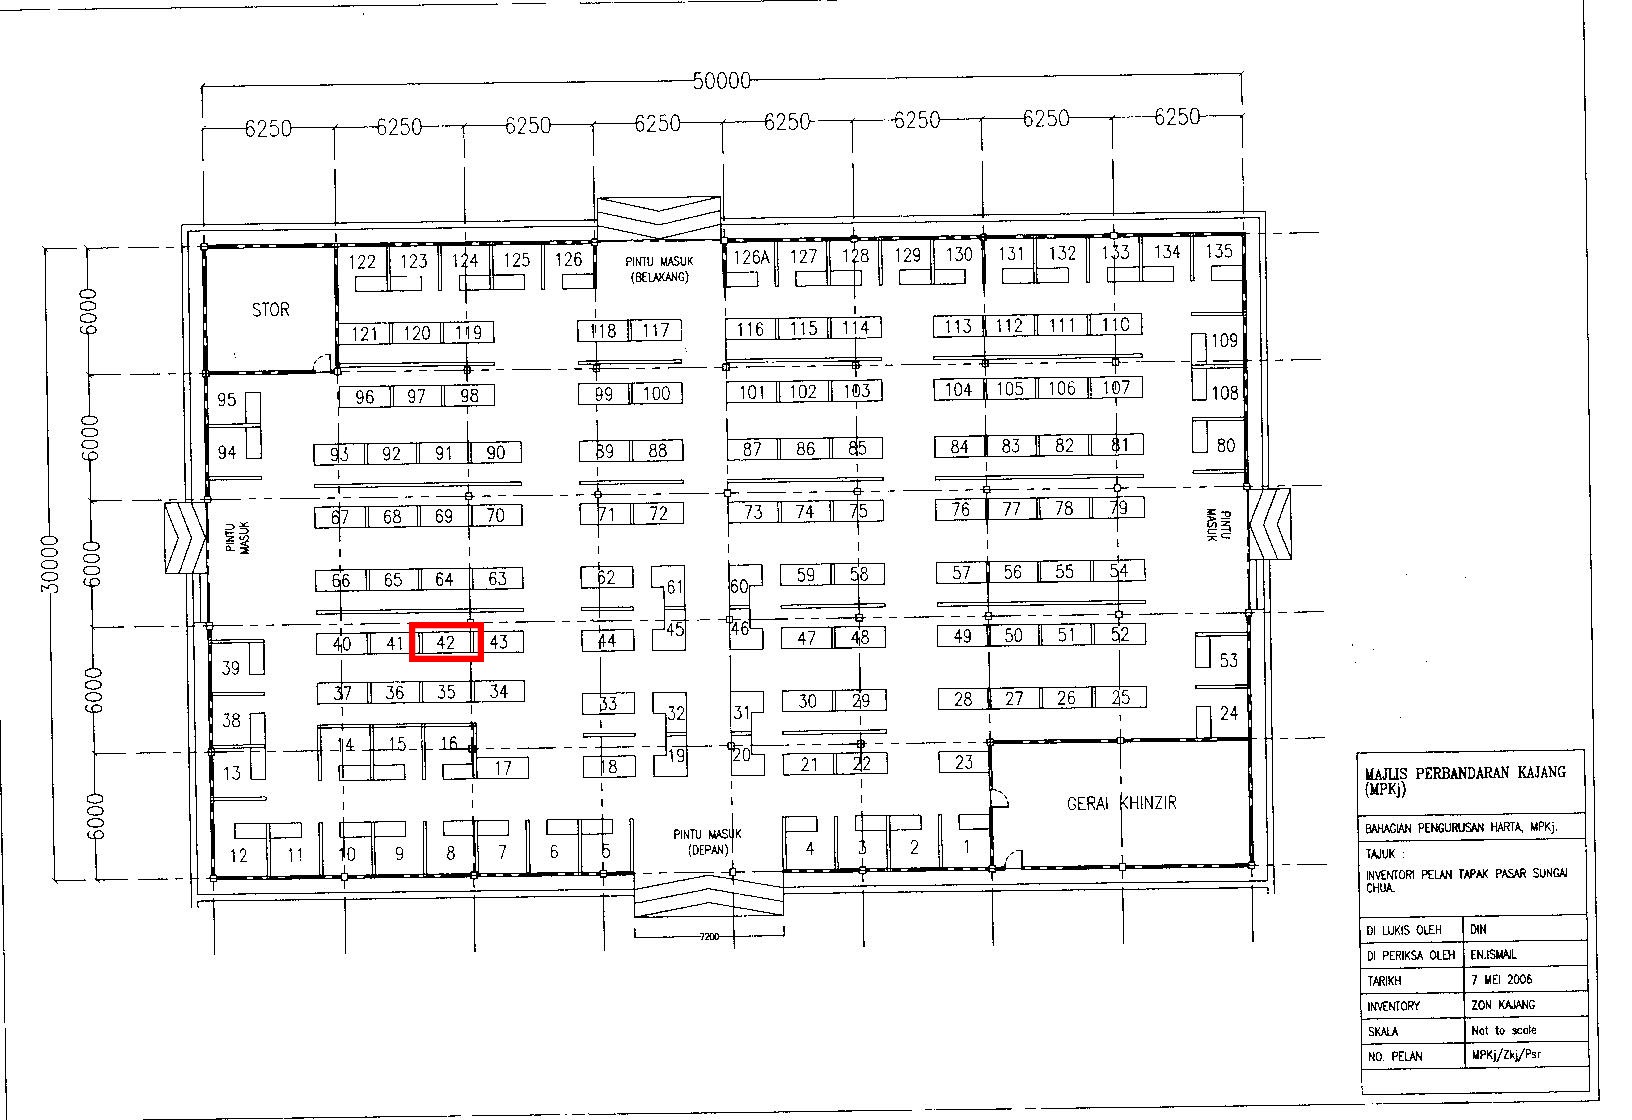 50000
6250 6250 6250 6250 6250 6250 6250 6250
122 123 124 125 126 PINTU MASUK 126A 127 128 129 130 131 132 133 134 135
(BELAKANG)
6000 STOR
121 120 119 118 117 116 115 114 113 112 111 110 109
95 96 97 98 99 100 101 102 103 104 105 106 107 108
6000
94 93 92 91 90 89 88 87 86 85 84 83 82 81 80
67 68 69 70 71 72 73 74 75 76 77 78 79
PINTU MASUK
PINTU MASUK
30000
6000
66 65 64 63 62 61 60 59 58 57 56 55 54
40 41 42 43 44 45 46 47 48 49 50 51 52 53
39
6000
37 36 35 34 33 32 31 30 29 28 27 26 25 24
38
14 15 16
13 17 18 19 20 21 22 23
6000
GERAI KHINZIR
PINTU MASUK
(DEPAN)
12 11 10 9 8 7 6 5 4 3 2 1
7200
MAJLIS PERBANDARAN KAJANG
(MPKj)
BAHAGIAN PENGURUSAN HARTA, MPKj.
TAJUK :
INVENTORI PELAN TAPAK PASAR SUNGAI
CHUA.
DI LUKIS OLEH DIN
DI PERIKSA OLEH EN.ISMAIL
TARIKH 7 MEI 2006
INVENTORY ZON KAJANG
SKALA Not to scale
NO. PELAN MPKj/Zkj/Psr